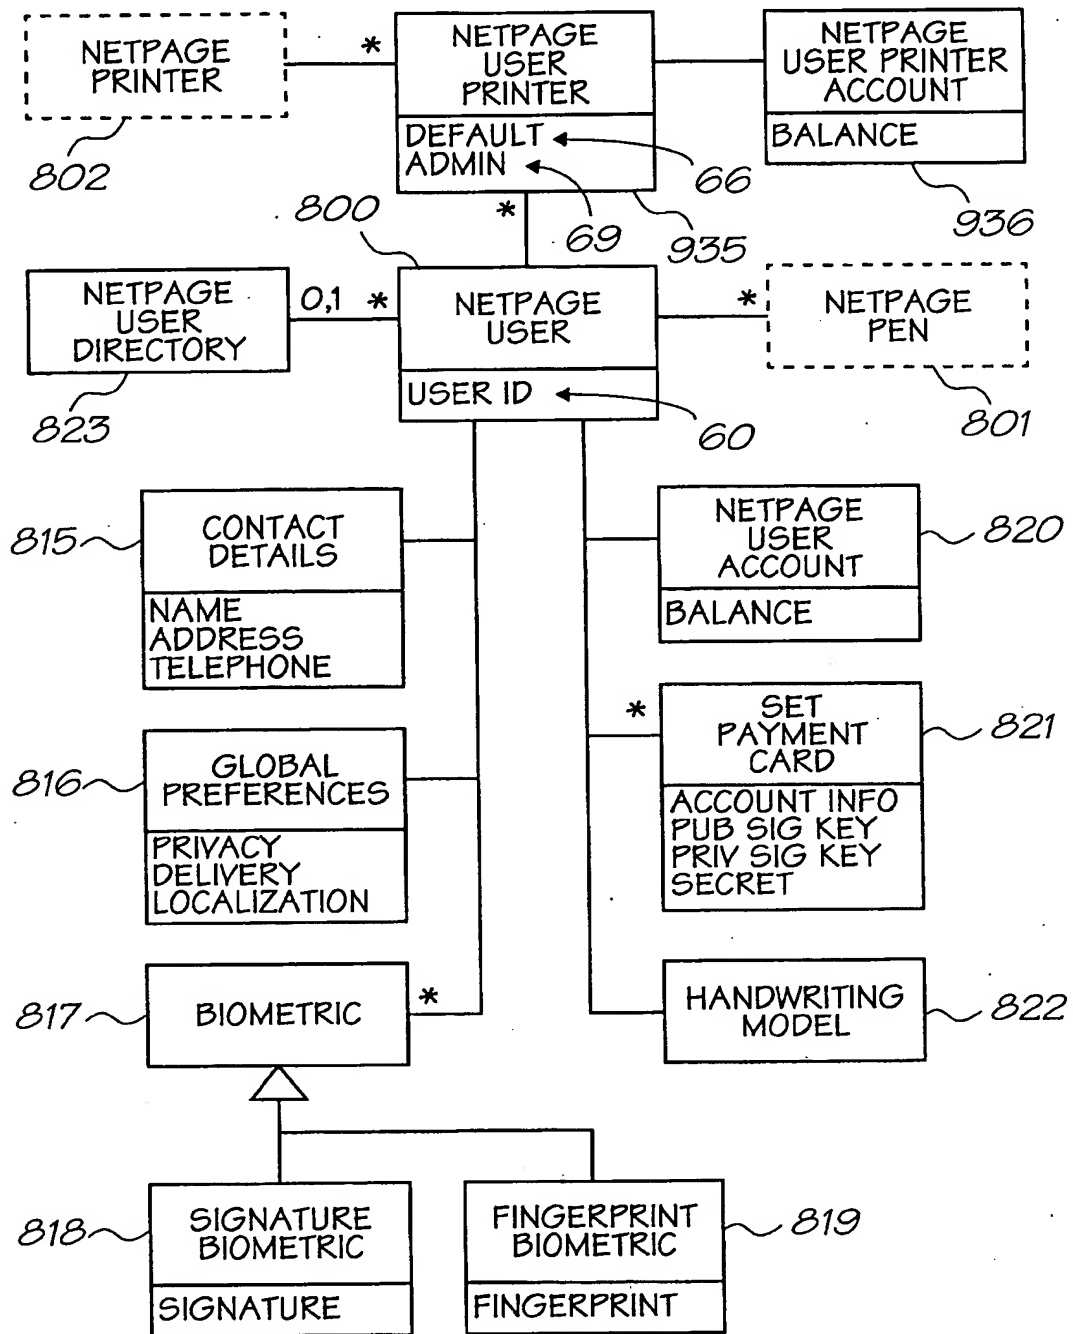 NETPAGE
PRINTER
802
*
NETPAGE
USER
PRINTER
DEFAULT
ADMIN
66
69
935
*
NETPAGE
USER PRINTER
ACCOUNT
BALANCE
936
800
NETPAGE
USER
DIRECTORY
823
0,1 *
NETPAGE
USER
USER ID
60
*
NETPAGE
PEN
801
815
CONTACT
DETAILS
NAME
ADDRESS
TELEPHONE
NETPAGE
USER
ACCOUNT
BALANCE
820
816
GLOBAL
PREFERENCES
PRIVACY
DELIVERY
LOCALIZATION
*
SET
PAYMENT
CARD
ACCOUNT INFO
PUB SIG KEY
PRIV SIG KEY
SECRET
821
817
BIOMETRIC
*
HANDWRITING
MODEL
822
818
SIGNATURE
BIOMETRIC
SIGNATURE
FINGERPRINT
BIOMETRIC
FINGERPRINT
819